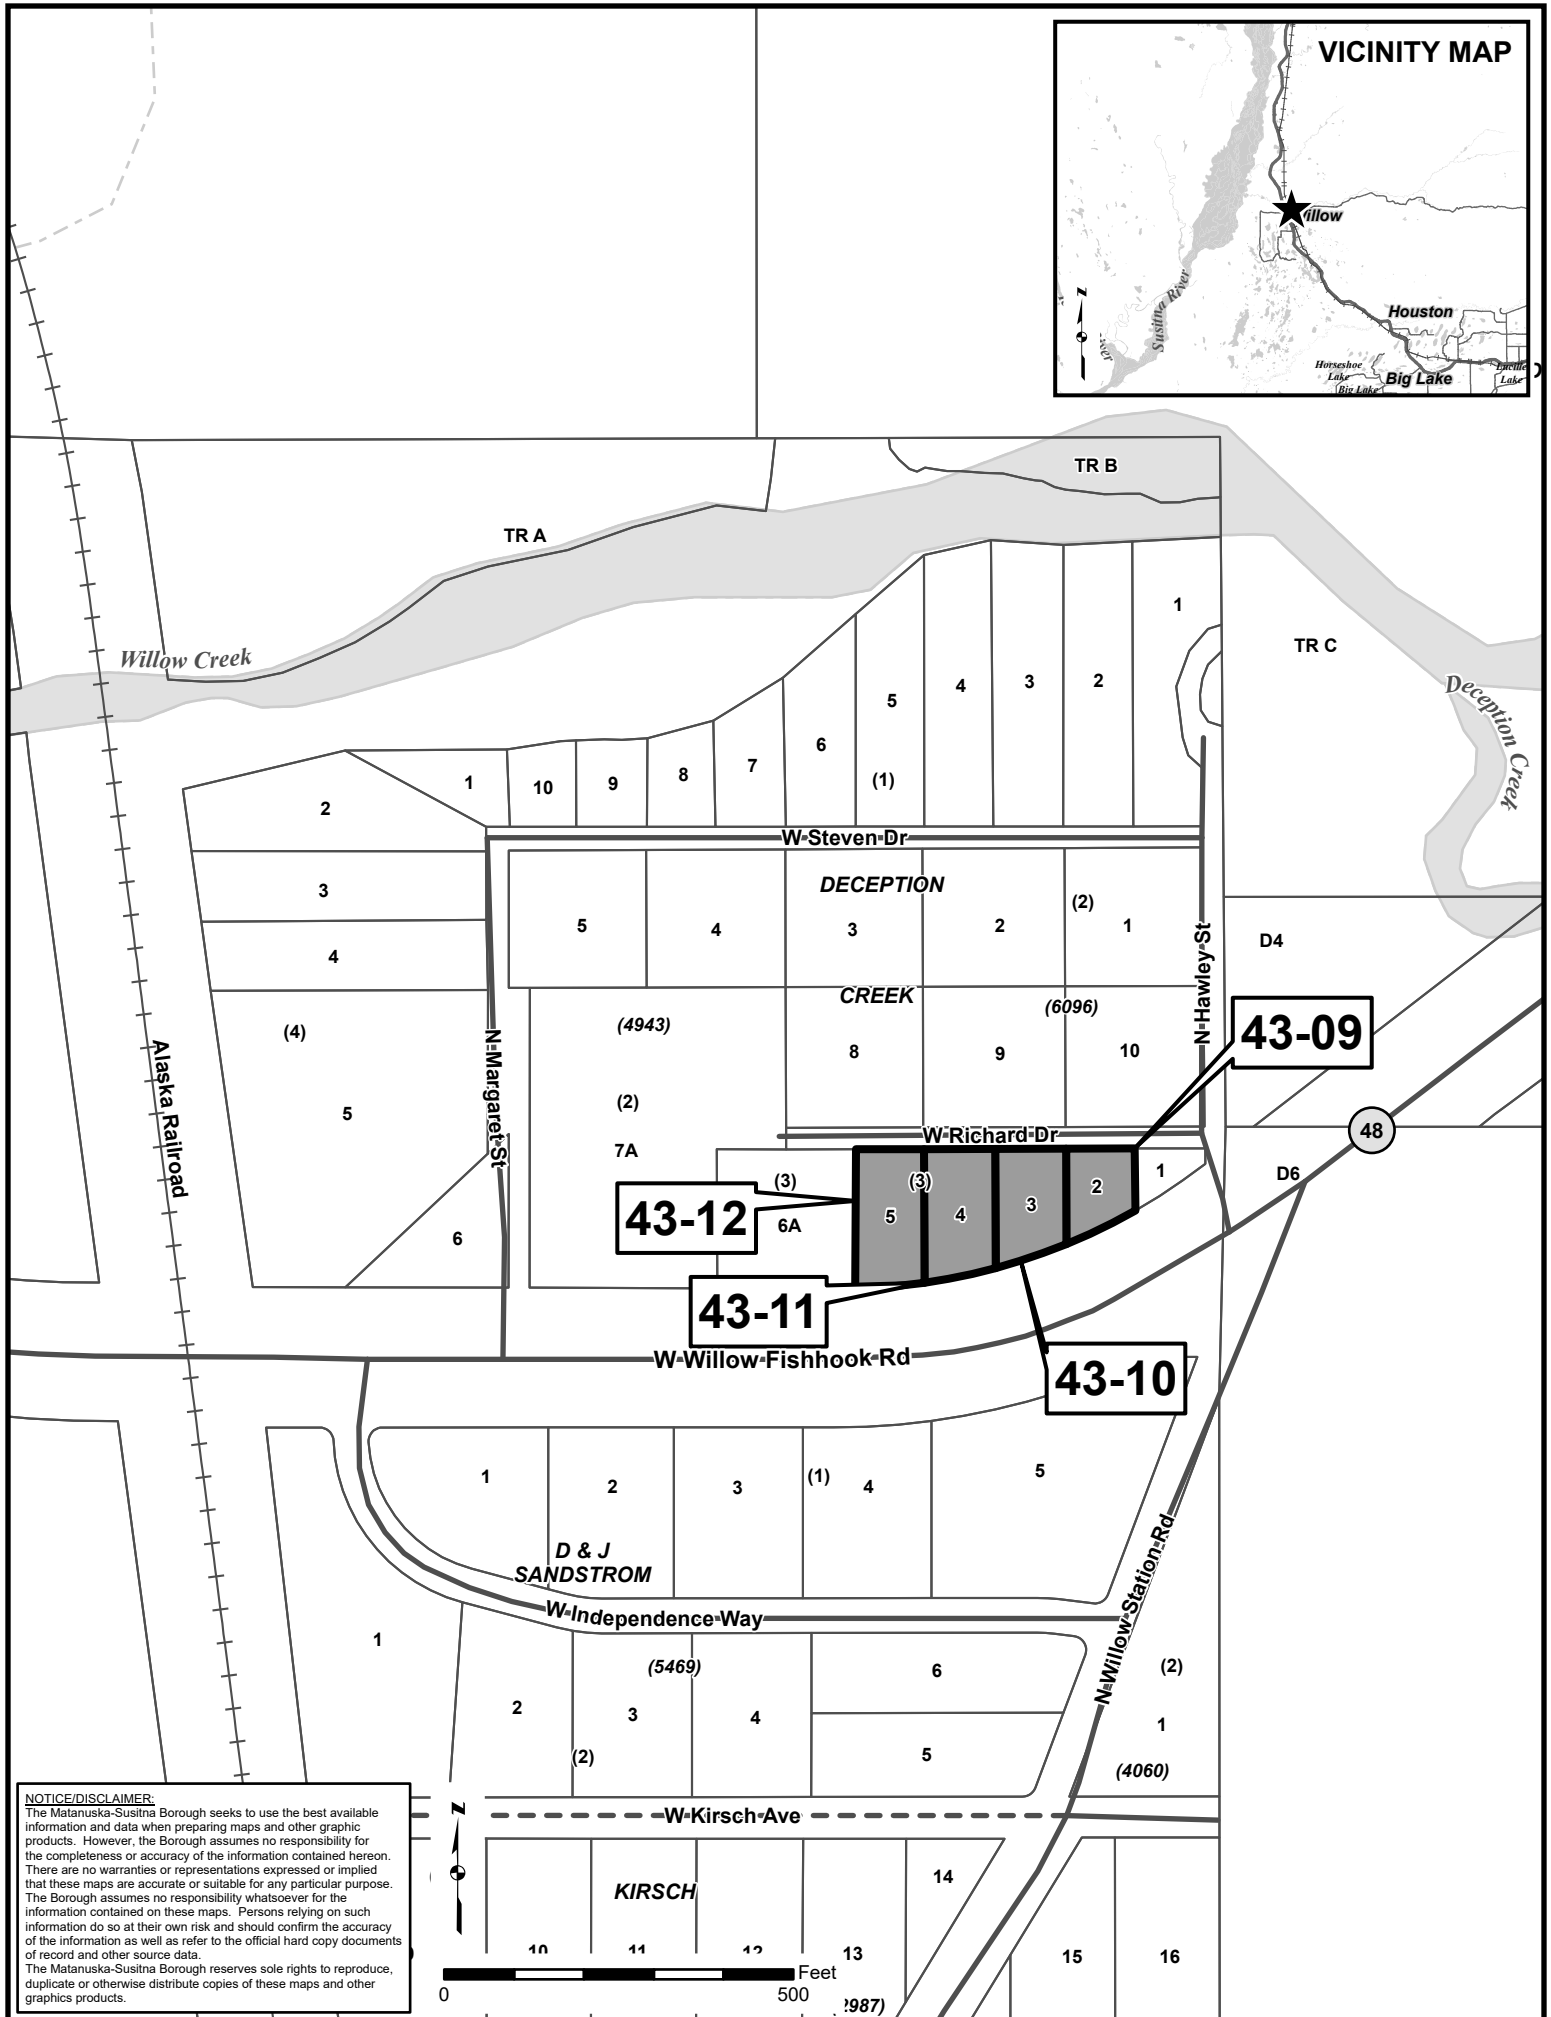 VICINITY MAP
Willow
Susitna River
River
Houston
Horseshoe
Lake
Big Lake
Big Lake
Lucille
Lake
TR B
TR A
Willow Creek
1
TR C
Deception Creek
2
3
4
5
6
(1)
7
8
9
10
1
2
W Steven Dr
DECEPTION
3
5
4
3
2
(2)
1
N Hawley St
D4
4
CREEK
(6096)
(4943)
(4)
8
9
10
43-09
Alaska Railroad
N Margaret St
5
(2)
7A
W Richard Dr
48
(3)
(3)
1
D6
2
3
4
5
43-12
6A
6
43-11
W Willow Fishhook Rd
43-10
1
2
3
(1)
4
5
D & J
SANDSTROM
N Willow Station Rd
W Independence Way
1
(5469)
6
(2)
2
3
4
1
(2)
5
(4060)
W Kirsch Ave
z
KIRSCH
14
10
11
12
13
15
16
(2987)
Feet
0
500
NOTICE/DISCLAIMER:
The Matanuska-Susitna Borough seeks to use the best available
information and data when preparing maps and other graphic
products. However, the Borough assumes no responsibility for
the completeness or accuracy of the information contained hereon.
There are no warranties or representations expressed or implied
that these maps are accurate or suitable for any particular purpose.
The Borough assumes no responsibility whatsoever for the
information contained on these maps. Persons relying on such
information do so at their own risk and should confirm the accuracy
of the information as well as refer to the official hard copy documents
of record and other source data.
The Matanuska-Susitna Borough reserves sole rights to reproduce,
duplicate or otherwise distribute copies of these maps and other
graphics products.